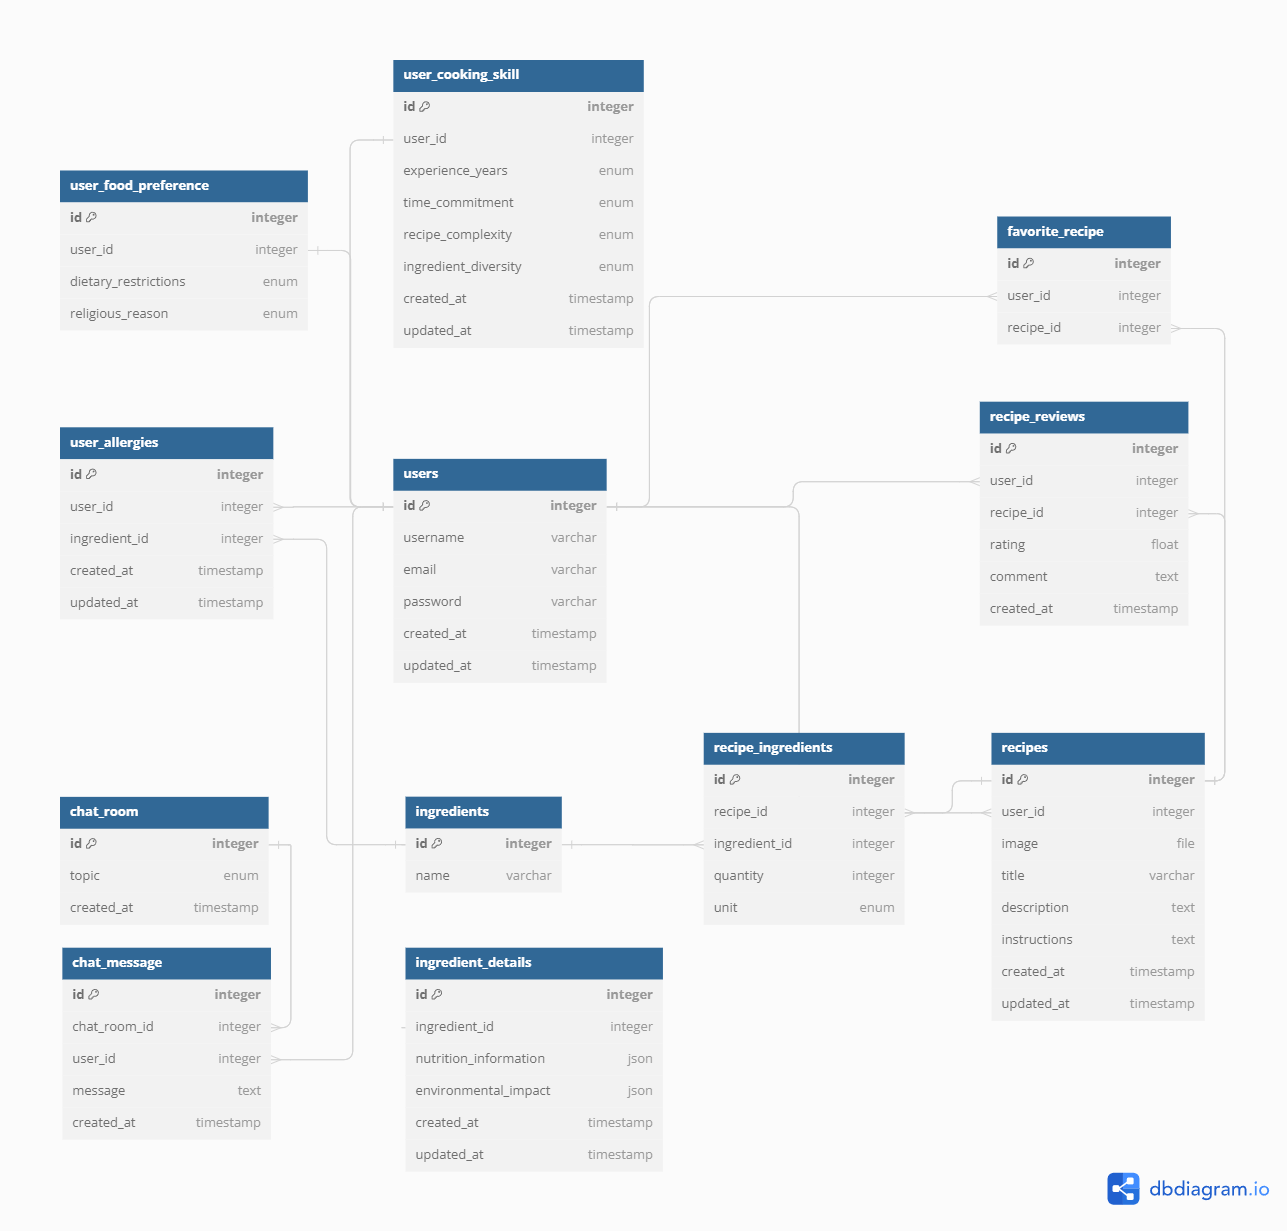 user_cooking_skill
id integer
user_id integer
experience_years enum
time_commitment enum
recipe_complexity enum
ingredient_diversity enum
created_at timestamp
updated_at timestamp
user_food_preference
id integer
user_id integer
dietary_restrictions enum
religious_reason enum
favorite_recipe
id integer
user_id integer
recipe_id integer
recipe_reviews
id integer
user_id integer
recipe_id integer
rating float
comment text
created_at timestamp
user_allergies
id integer
user_id integer
ingredient_id integer
created_at timestamp
updated_at timestamp
users
id integer
username varchar
email varchar
password varchar
created_at timestamp
updated_at timestamp
recipe_ingredients
id integer
recipe_id integer
ingredient_id integer
quantity integer
unit enum
recipes
id integer
user_id integer
image file
title varchar
description text
instructions text
created_at timestamp
updated_at timestamp
chat_room
id integer
topic enum
created_at timestamp
ingredients
id integer
name varchar
chat_message
id integer
chat_room_id integer
user_id integer
message text
created_at timestamp
ingredient_details
id integer
ingredient_id integer
nutrition_information json
environmental_impact json
created_at timestamp
updated_at timestamp
dbdiagram.io